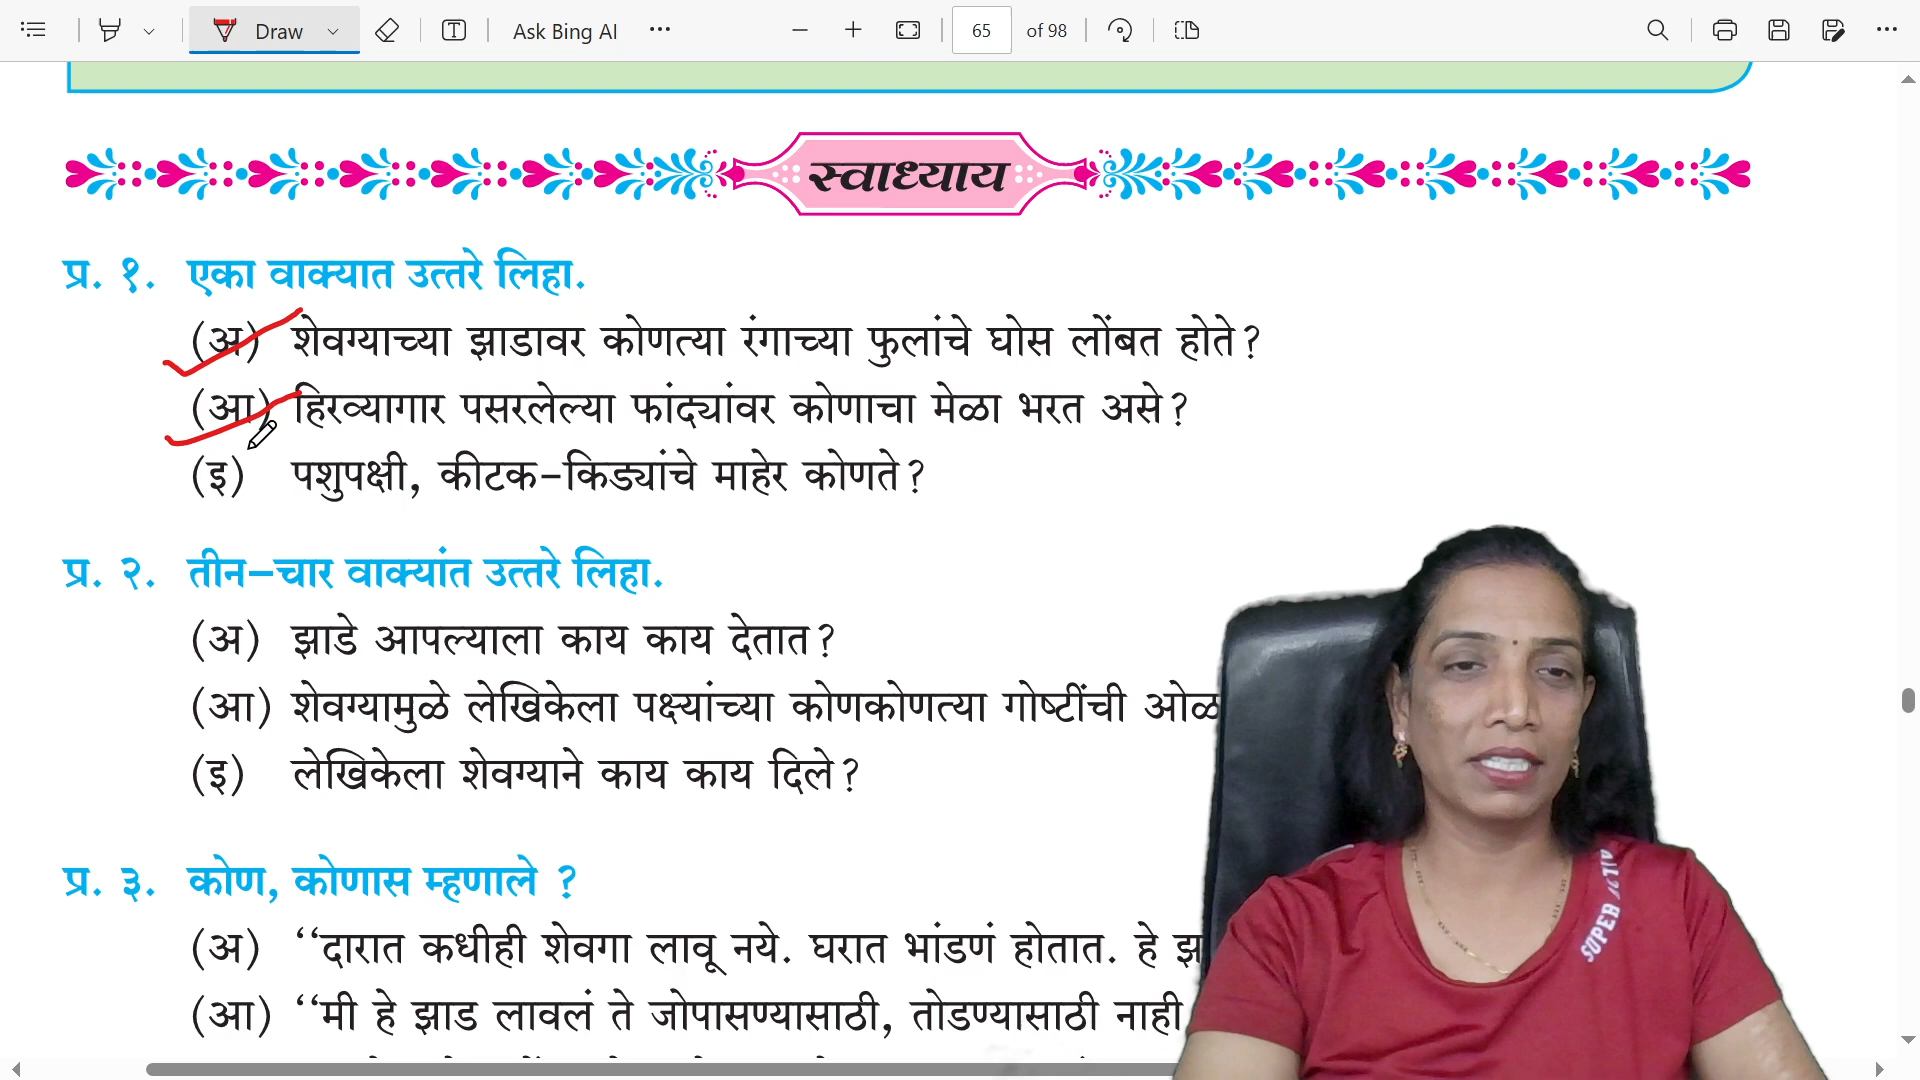 Draw
Ask Bing AI
65 of 98
स्वाध्याय
प्र. १. एका वाक्यात उत्तरे लिहा.
(अ) शेवग्याच्या झाडावर कोणत्या रंगाच्या फुलांचे घोस लोंबत होते?
(आ) हिरव्यागार पसरलेल्या फांद्यांवर कोणाचा मेळा भरत असे?
(इ) पशुपक्षी, कीटक-किड्यांचे माहेर कोणते?
प्र. २. तीन-चार वाक्यांत उत्तरे लिहा.
(अ) झाडे आपल्याला काय काय देतात?
(आ) शेवग्यामुळे लेखिकेला पक्ष्यांच्या कोणकोणत्या गोष्टींची ओळ
(इ) लेखिकेला शेवग्याने काय काय दिले?
प्र. ३. कोण, कोणास म्हणाले ?
(अ) ‘‘दारात कधीही शेवगा लावू नये. घरात भांडणं होतात. हे झ
(आ) ‘‘मी हे झाड लावलं ते जोपासण्यासाठी, तोडण्यासाठी नाही
SUPER ACTIV